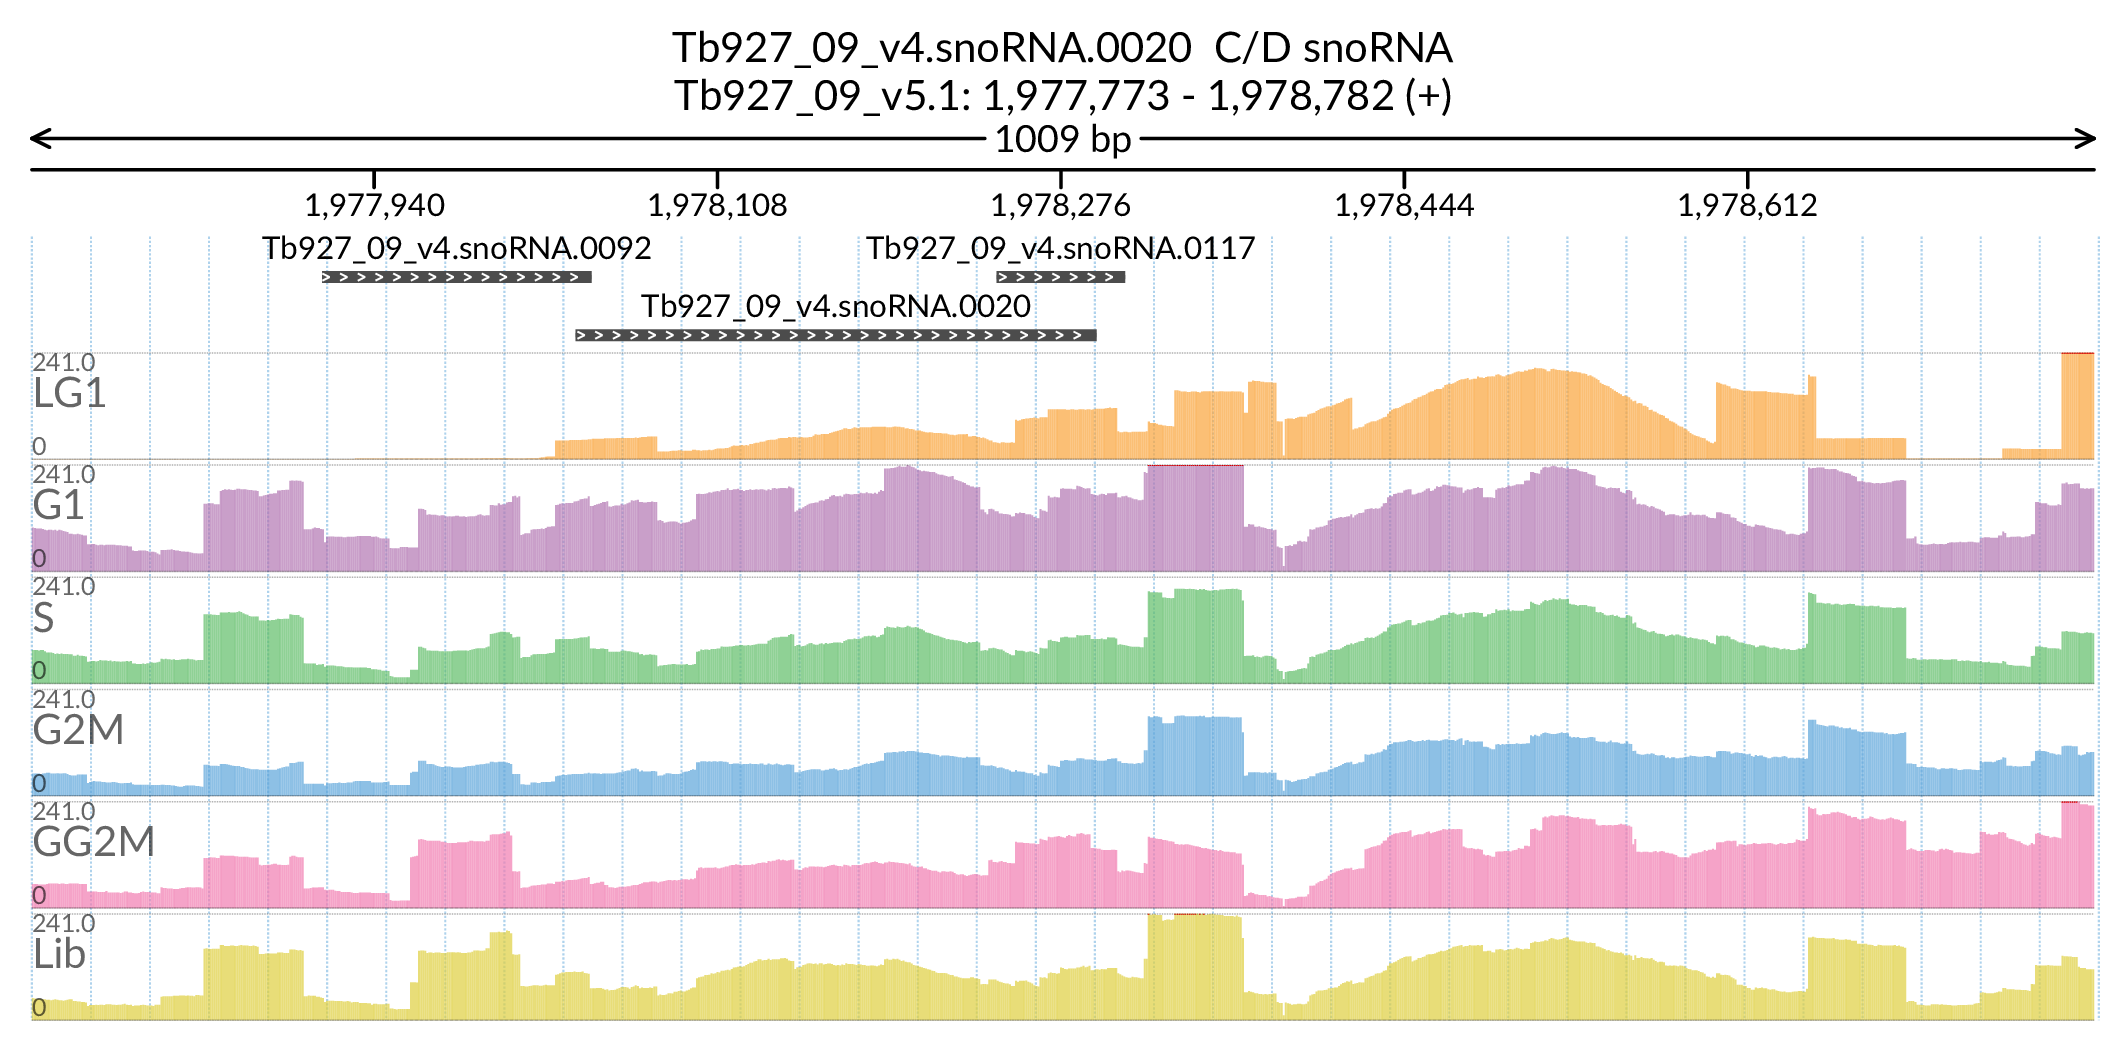 Tb927_09_v4.snoRNA.0020  C/D snoRNA
Tb927_09_v5.1: 1,977,773 - 1,978,782 (+)
1009 bp
1,977,940 1,978,108 1,978,276 1,978,444 1,978,612
Tb927_09_v4.snoRNA.0092 Tb927_09_v4.snoRNA.0117
Tb927_09_v4.snoRNA.0020
241.0
LG1
0
241.0
G1
0
241.0
S
0
241.0
G2M
0
241.0
GG2M
0
241.0
Lib
0